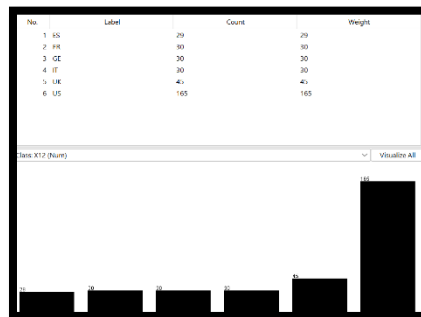 No. Label Count Weight
1 ES 29 29
2 FR 30 30
3 GE 30 30
4 IT 30 30
5 UK 45 45
6 US 165 165
Class: X12 (Num) Visualize All
165
45
29 30 30 30